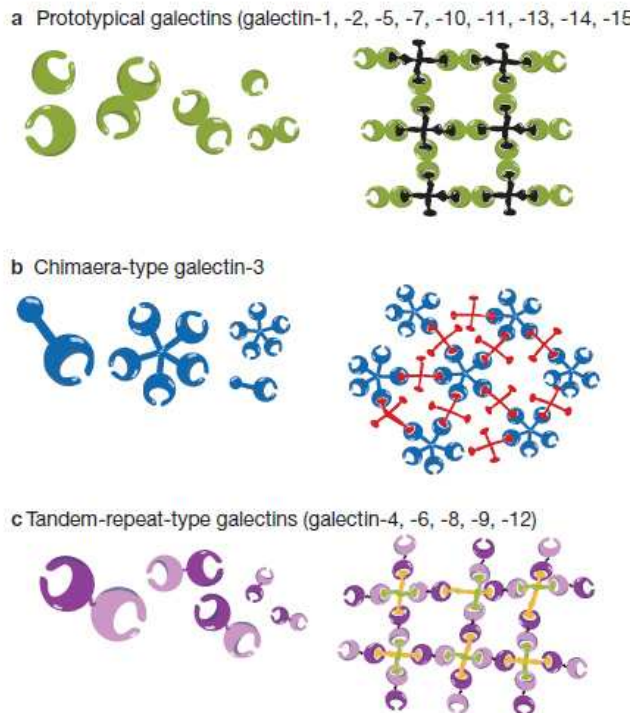 a Prototypical galectins (galectin-1, -2, -5, -7, -10, -11, -13, -14, -15
b Chimaera-type galectin-3
c Tandem-repeat-type galectins (galectin-4, -6, -8, -9, -12)